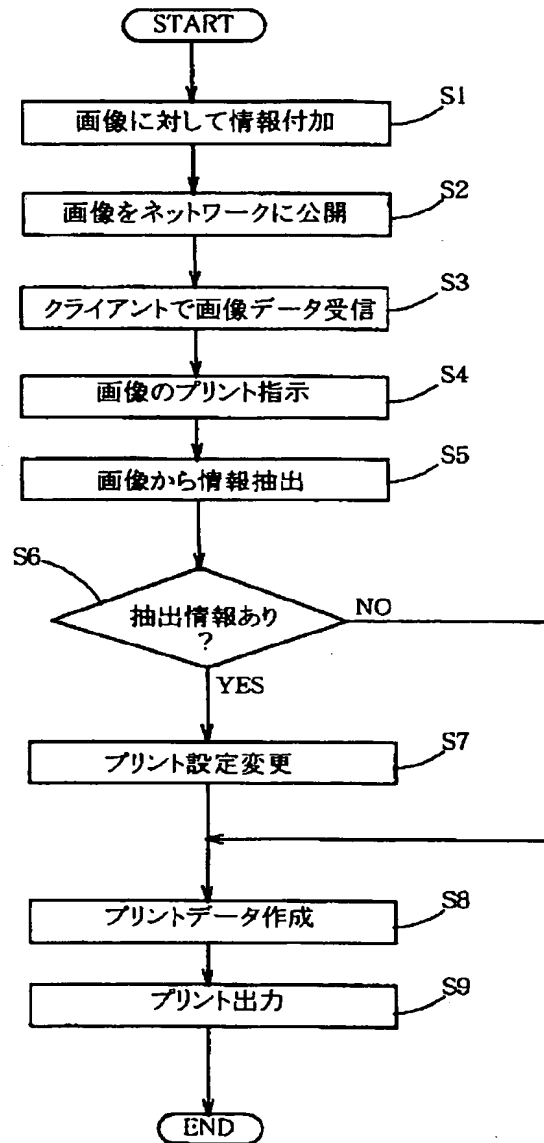 START
S1
画像に対して情報付加
S2
画像をネットワークに公開
S3
クライアントで画像データ受信
S4
画像のプリント指示
S5
画像から情報抽出
S6
抽出情報あり
?
NO
YES
S7
プリント設定変更
S8
プリントデータ作成
S9
プリント出力
END